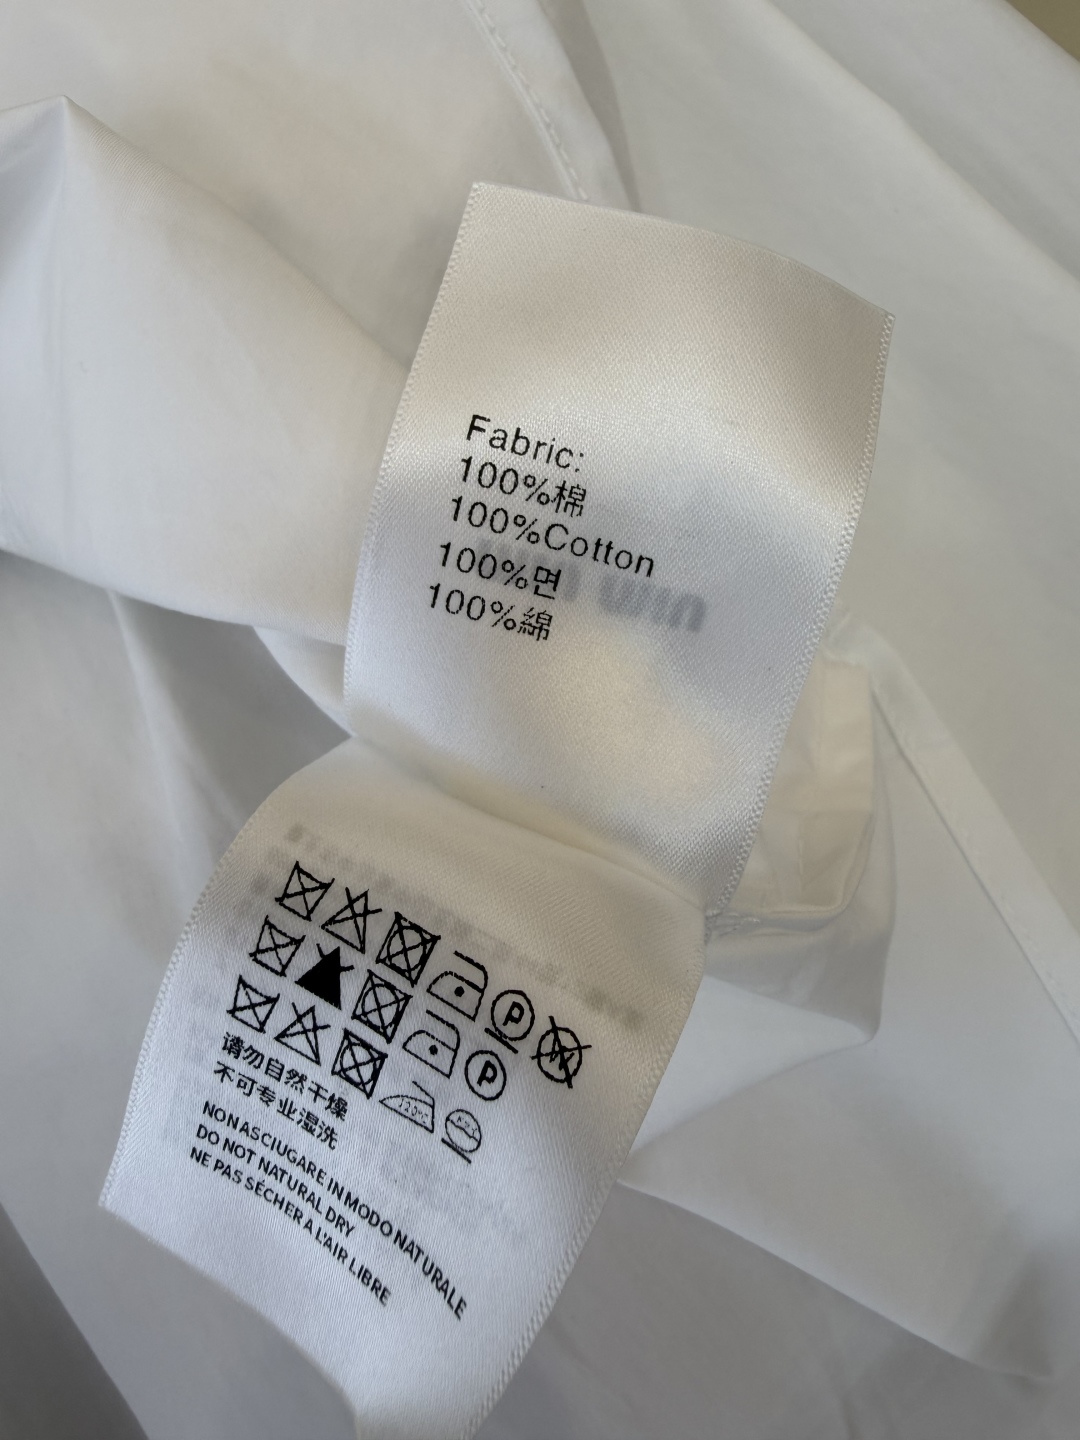 Fabric:
100%棉
100%Cotton
100%면
100%綿
P
W
P
120℃
请勿自然干燥
不可专业湿洗
NON ASCIUGARE IN MODO NATURALE
DO NOT NATURAL DRY
NE PAS SÉCHER A L'AIR LIBRE